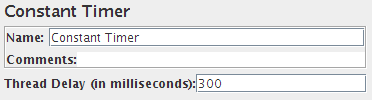 Constant Timer
Name: Constant Timer
Comments:
Thread Delay (in milliseconds): 300